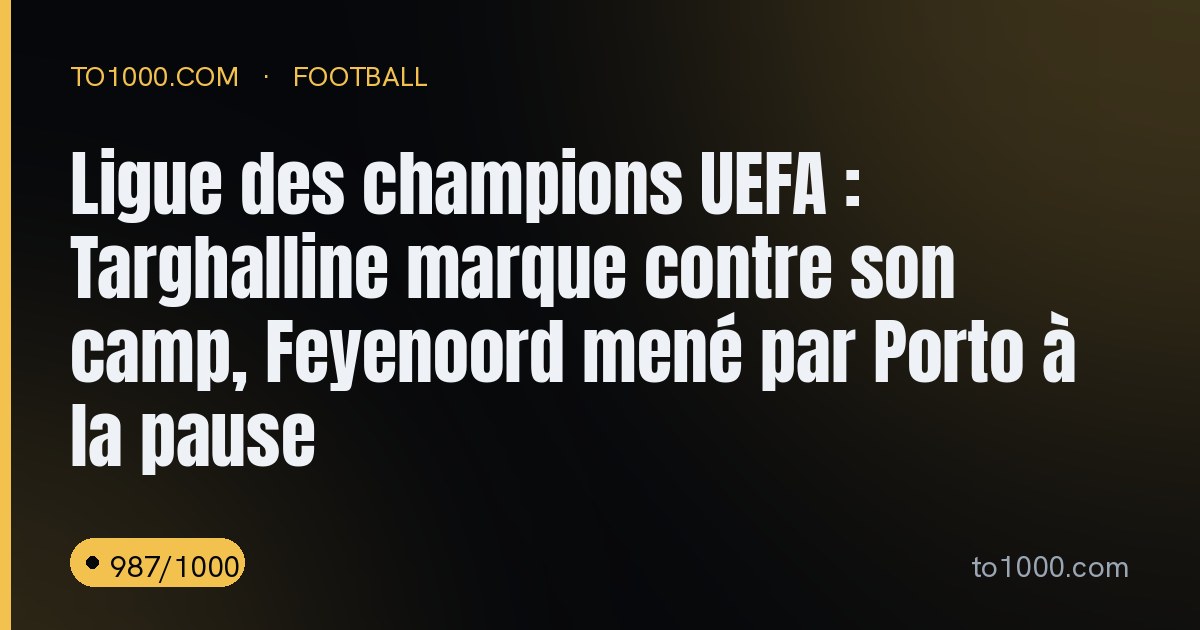 TO1000.COM · FOOTBALL
Ligue des champions UEFA :
Targhalline marque contre son
camp, Feyenoord mené par Porto à
la pause
987/1000
to1000.com